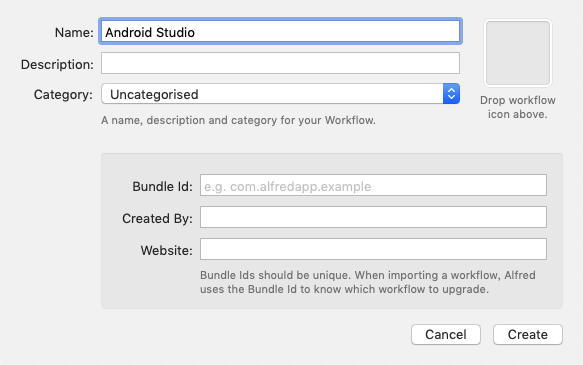 Name: Android Studio
Description:
Category: Uncategorised
Drop workflow
icon above.
A name, description and category for your Workflow.
Bundle Id: e.g. com.alfredapp.example
Created By:
Website:
Bundle Ids should be unique. When importing a workflow, Alfred
uses the Bundle Id to know which workflow to upgrade.
Cancel Create